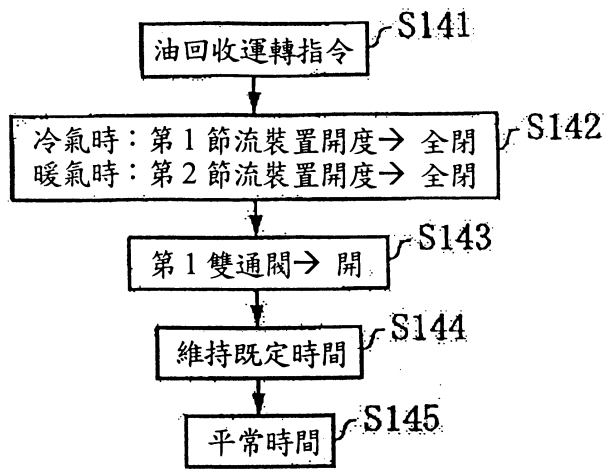 油回收運轉指令 S141
冷氣時：第1節流裝置開度→ 全閉 S142
暖氣時：第2節流裝置開度→ 全閉
第1雙通閥→ 開 S143
維持既定時間 S144
平常時間 S145